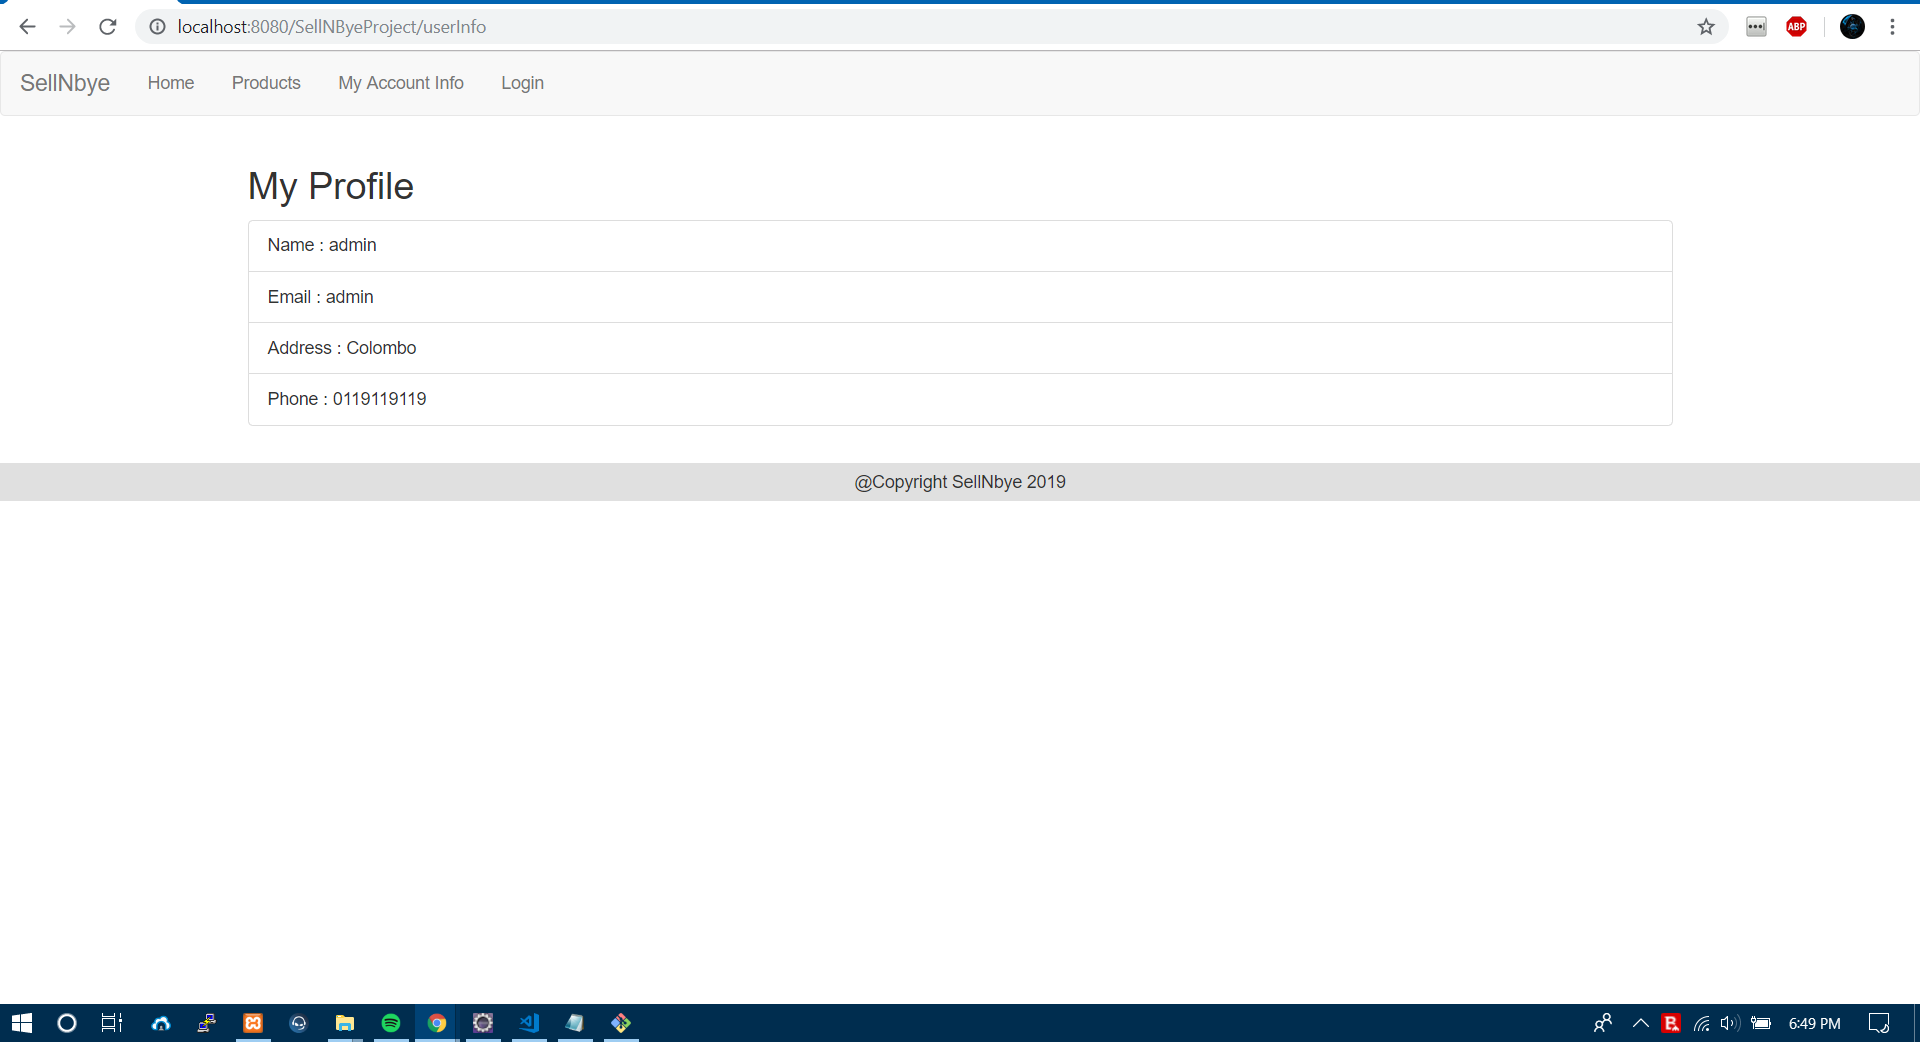 localhost:8080/SellNByeProject/userInfo
ABP
SellNbye Home Products My Account Info Login
My Profile
Name : admin
Email : admin
Address : Colombo
Phone : 0119119119
@Copyright SellNbye 2019
6:49 PM